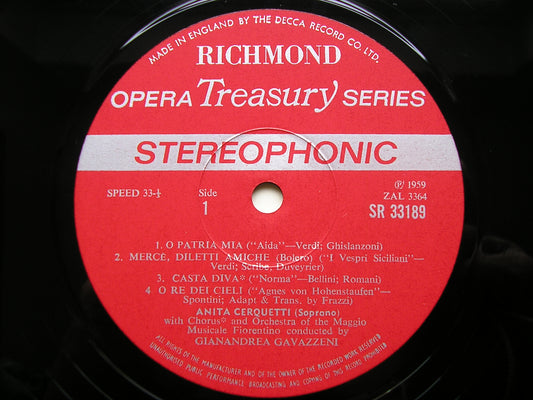 MADE IN ENGLAND BY THE DECCA RECORD CO. LTD.
RICHMOND
OPERA Treasury SERIES
STEREOPHONIC
SPEED 33-⅓ Side ℗ 1959
1 ZAL 3364
SR 33189
1. O PATRIA MIA ("Aida"—Verdi; Ghislanzoni)
2. MERCÉ, DILETTI AMICHE (Bolero) ("I Vespri Siciliani"—
Verdi; Scribe, Duveyrier)
3. CASTA DIVA* ("Norma"—Bellini; Romani)
4 O RE DEI CIELI ("Agnes von Hohenstaufen"—
Spontini; Adapt & Trans. by Frazzi)
ANITA CERQUETTI (Soprano)
with Chorus* and Orchestra of the Maggio
Musicale Fiorentino conducted by
GIANANDREA GAVAZZENI
ALL RIGHTS OF THE MANUFACTURER AND OF THE OWNER OF THE RECORDED WORK RESERVED
UNAUTHORISED PUBLIC PERFORMANCE BROADCASTING AND COPYING OF THIS RECORD PROHIBITED